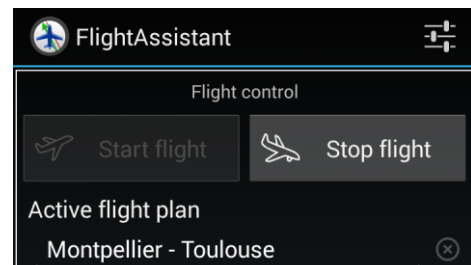 FlightAssistant
Flight control
Start flight
Stop flight
Active flight plan
Montpellier - Toulouse